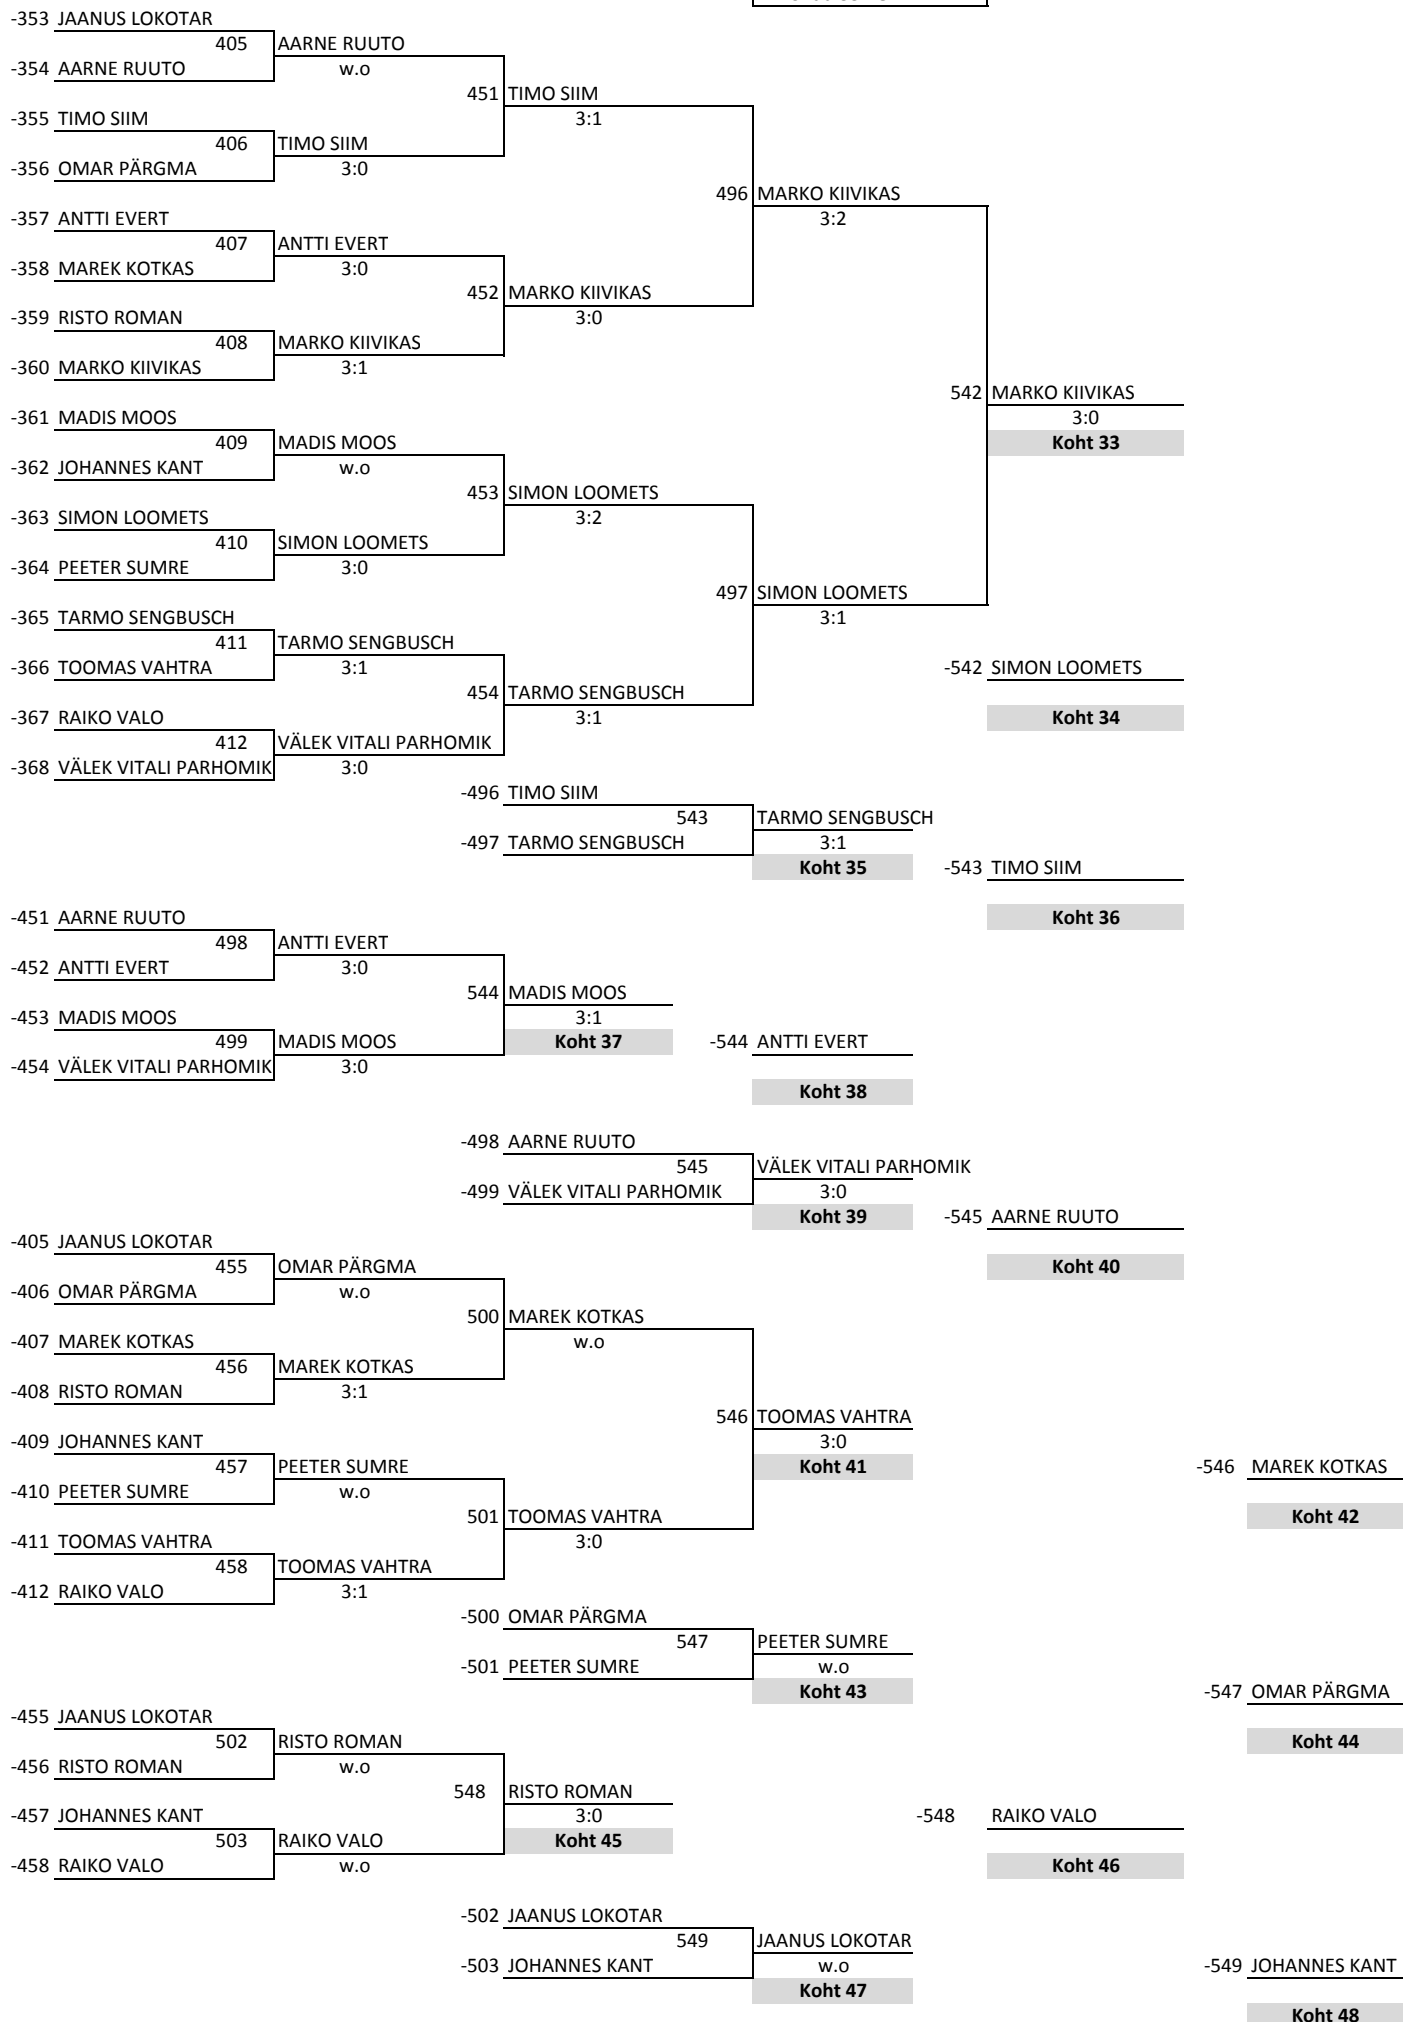 -353 JAANUS LOKOTAR
405 AARNE RUUTO
-354 AARNE RUUTO w.o
451 TIMO SIIM
-355 TIMO SIIM 3:1
406 TIMO SIIM
-356 OMAR PÄRGMA 3:0
496 MARKO KIIVIKAS
-357 ANTTI EVERT 3:2
407 ANTTI EVERT
-358 MAREK KOTKAS 3:0
452 MARKO KIIVIKAS
-359 RISTO ROMAN 3:0
408 MARKO KIIVIKAS
-360 MARKO KIIVIKAS 3:1
542 MARKO KIIVIKAS
-361 MADIS MOOS 3:0
409 MADIS MOOS Koht 33
-362 JOHANNES KANT w.o
453 SIMON LOOMETS
-363 SIMON LOOMETS 3:2
410 SIMON LOOMETS
-364 PEETER SUMRE 3:0
497 SIMON LOOMETS
-365 TARMO SENGBUSCH 3:1
411 TARMO SENGBUSCH
-366 TOOMAS VAHTRA 3:1 -542 SIMON LOOMETS
454 TARMO SENGBUSCH
-367 RAIKO VALO 3:1 Koht 34
412 VÄLEK VITALI PARHOMIK
-368 VÄLEK VITALI PARHOMIK 3:0
-496 TIMO SIIM
543 TARMO SENGBUSCH
-497 TARMO SENGBUSCH 3:1
Koht 35 -543 TIMO SIIM
-451 AARNE RUUTO Koht 36
498 ANTTI EVERT
-452 ANTTI EVERT 3:0
544 MADIS MOOS
-453 MADIS MOOS 3:1
499 MADIS MOOS Koht 37 -544 ANTTI EVERT
-454 VÄLEK VITALI PARHOMIK 3:0
Koht 38
-498 AARNE RUUTO
545 VÄLEK VITALI PARHOMIK
-499 VÄLEK VITALI PARHOMIK 3:0
Koht 39 -545 AARNE RUUTO
-405 JAANUS LOKOTAR
455 OMAR PÄRGMA Koht 40
-406 OMAR PÄRGMA w.o
500 MAREK KOTKAS
-407 MAREK KOTKAS w.o
456 MAREK KOTKAS
-408 RISTO ROMAN 3:1
546 TOOMAS VAHTRA
-409 JOHANNES KANT 3:0
457 PEETER SUMRE Koht 41 -546 MAREK KOTKAS
-410 PEETER SUMRE w.o
501 TOOMAS VAHTRA Koht 42
-411 TOOMAS VAHTRA 3:0
458 TOOMAS VAHTRA
-412 RAIKO VALO 3:1
-500 OMAR PÄRGMA
547 PEETER SUMRE
-501 PEETER SUMRE w.o
Koht 43 -547 OMAR PÄRGMA
-455 JAANUS LOKOTAR
502 RISTO ROMAN Koht 44
-456 RISTO ROMAN w.o
548 RISTO ROMAN
-457 JOHANNES KANT 3:0 -548 RAIKO VALO
503 RAIKO VALO Koht 45
-458 RAIKO VALO w.o Koht 46
-502 JAANUS LOKOTAR
549 JAANUS LOKOTAR
-503 JOHANNES KANT w.o -549 JOHANNES KANT
Koht 47
Koht 48